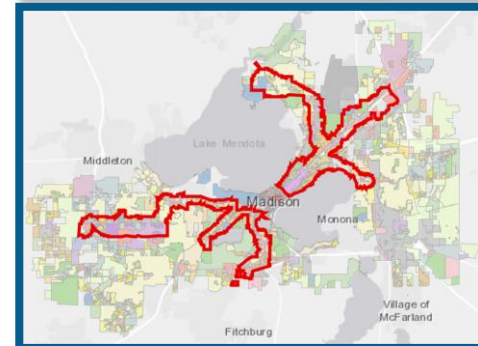 Lake Mendota
Middleton
Madison
Monona
Village of
McFarland
Fitchburg